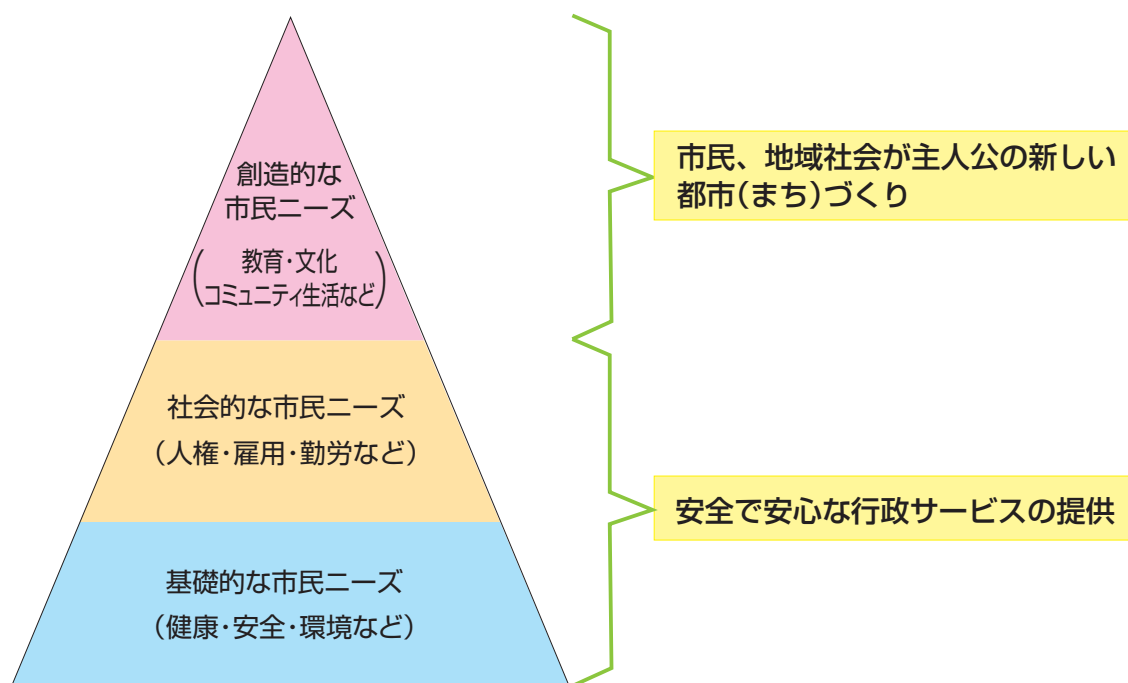 創造的な
市民ニーズ
(教育・文化
コミュニティ生活など)
市民、地域社会が主人公の新しい
都市(まち)づくり
社会的な市民ニーズ
(人権・雇用・勤労など)
安全で安心な行政サービスの提供
基礎的な市民ニーズ
(健康・安全・環境など)